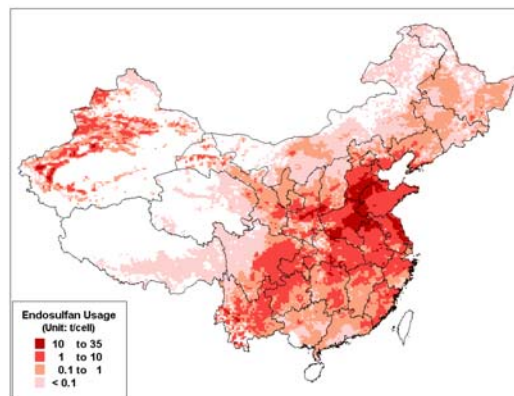 Endosulfan Usage
(Unit: t/cell)
10 to 35
1 to 10
0.1 to 1
< 0.1